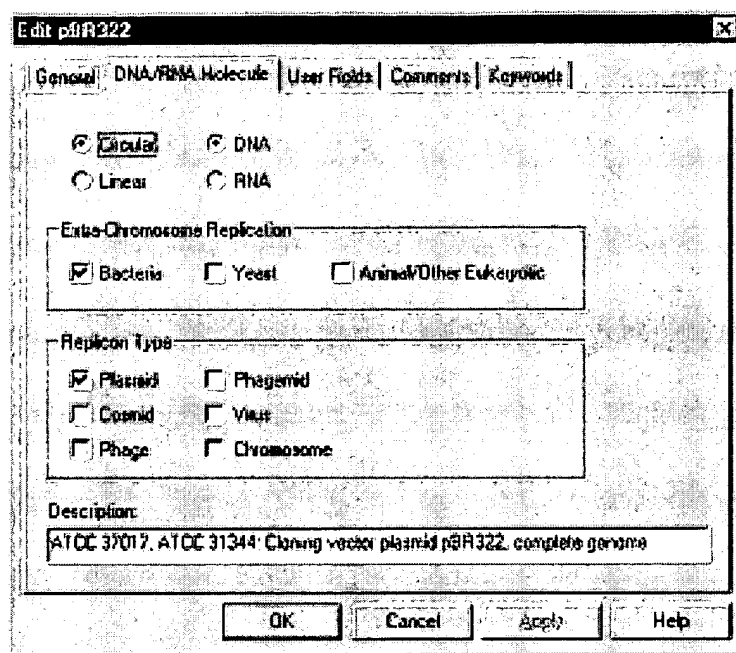 Edit pBR322
General DNA/RNA Molecule User Fields Comments Keywords
Circular DNA
Linear RNA
Extra-Chromosome Replication
Bacteria Yeast Animal/Other Eukaryotic
Replicon Type
Plasmid Phagemid
Cosmid Virus
Phage Chromosome
Description:
ATCC 37017, ATCC 31344; Cloning vector plasmid pBR322, complete genome
OK Cancel Apply Help